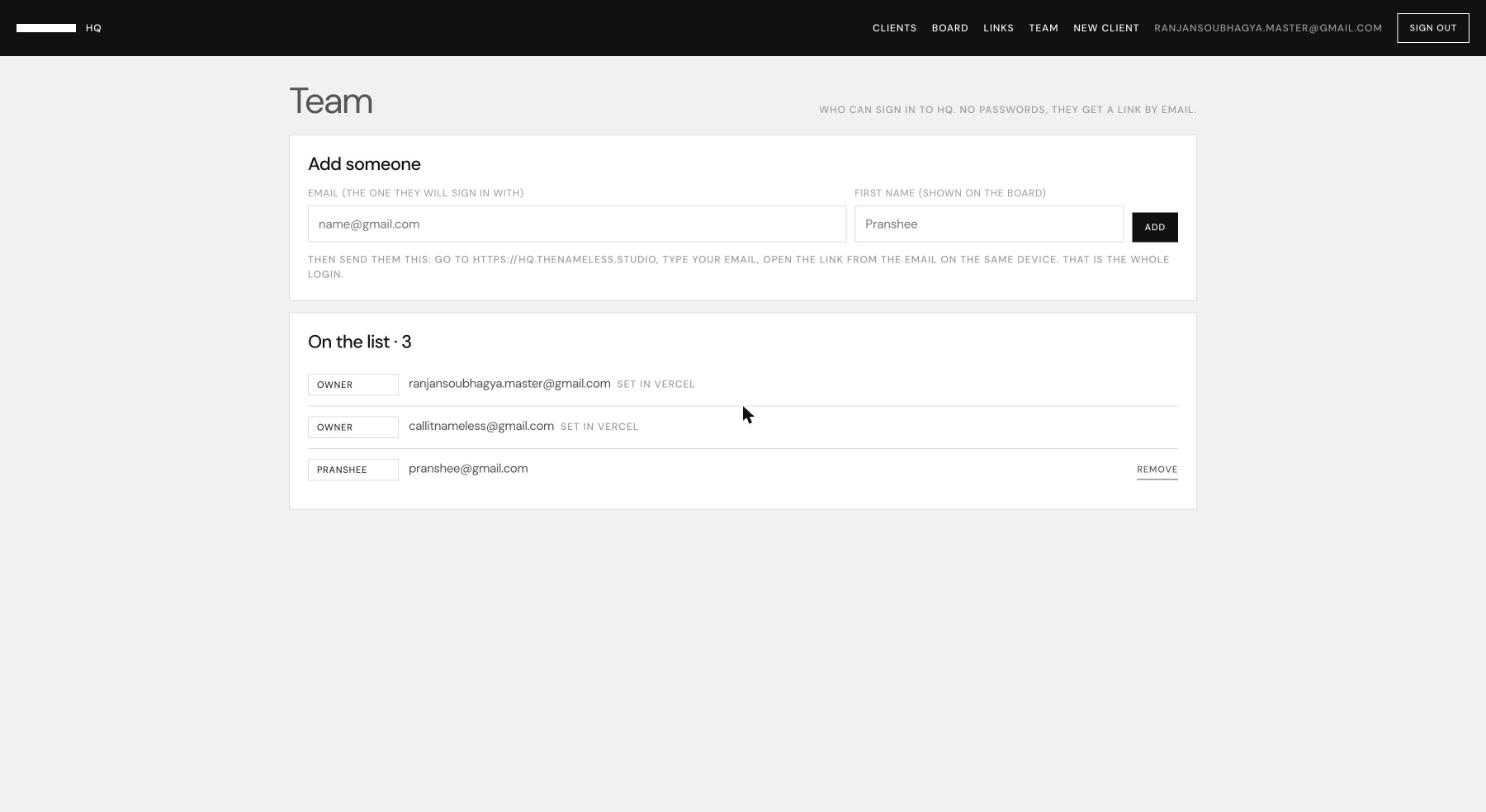 HQ
CLIENTS BOARD LINKS TEAM NEW CLIENT RANJANSOUBHAGYA.MASTER@GMAIL.COM SIGN OUT
Team
WHO CAN SIGN IN TO HQ. NO PASSWORDS, THEY GET A LINK BY EMAIL.
Add someone
EMAIL (THE ONE THEY WILL SIGN IN WITH) FIRST NAME (SHOWN ON THE BOARD)
name@gmail.com Pranshee ADD
THEN SEND THEM THIS: GO TO HTTPS://HQ.THENAMELESS.STUDIO, TYPE YOUR EMAIL, OPEN THE LINK FROM THE EMAIL ON THE SAME DEVICE. THAT IS THE WHOLE
LOGIN.
On the list · 3
OWNER ranjansoubhagya.master@gmail.com SET IN VERCEL
OWNER callitnameless@gmail.com SET IN VERCEL
PRANSHEE pranshee@gmail.com REMOVE